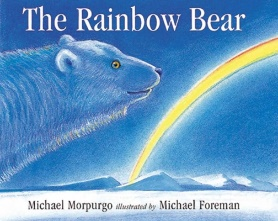 The Rainbow Bear
Michael Morpurgo illustrated by Michael Foreman